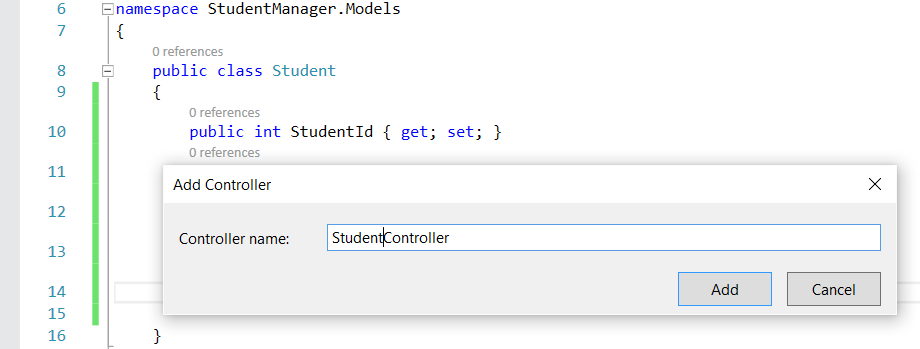 6 namespace StudentManager.Models
7 {
0 references
8 public class Student
9 {
0 references
10 public int StudentId { get; set; }
0 references
11
Add Controller
12
Controller name: StudentController
13
14 Add Cancel
15
16 }